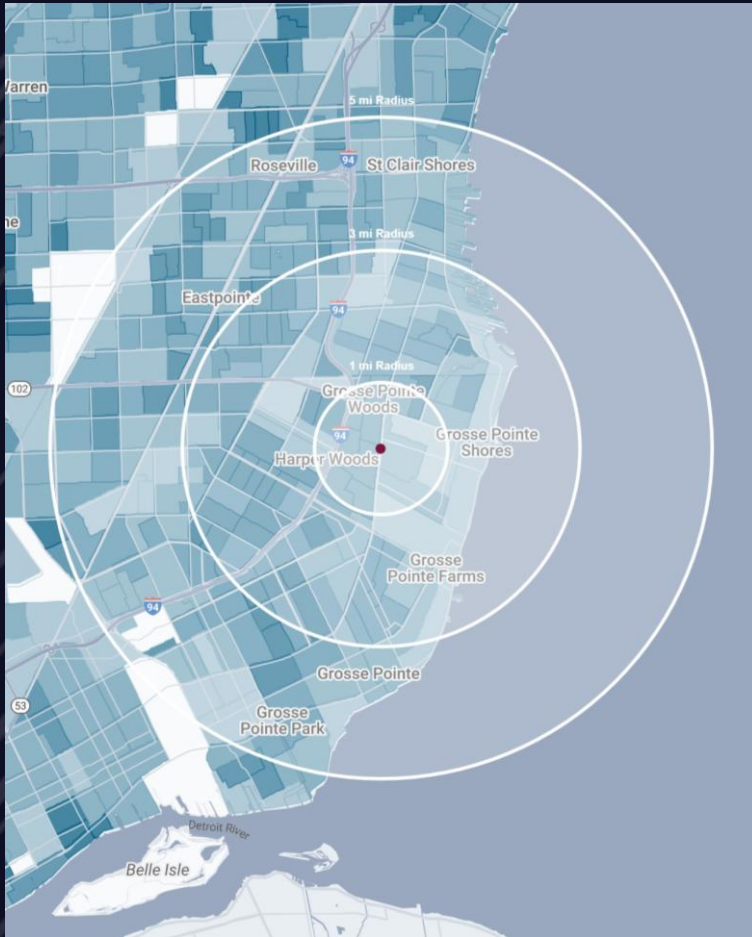 Warren
5 mi Radius
94
Roseville
St Clair Shores
ne
3 mi Radius
Eastpointe
94
1 mi Radius
102
Grosse Pointe
Woods
94
Grosse Pointe
Shores
Harper Woods
Grosse
Pointe Farms
94
Grosse Pointe
53
Grosse
Pointe Park
Detroit River
Belle Isle